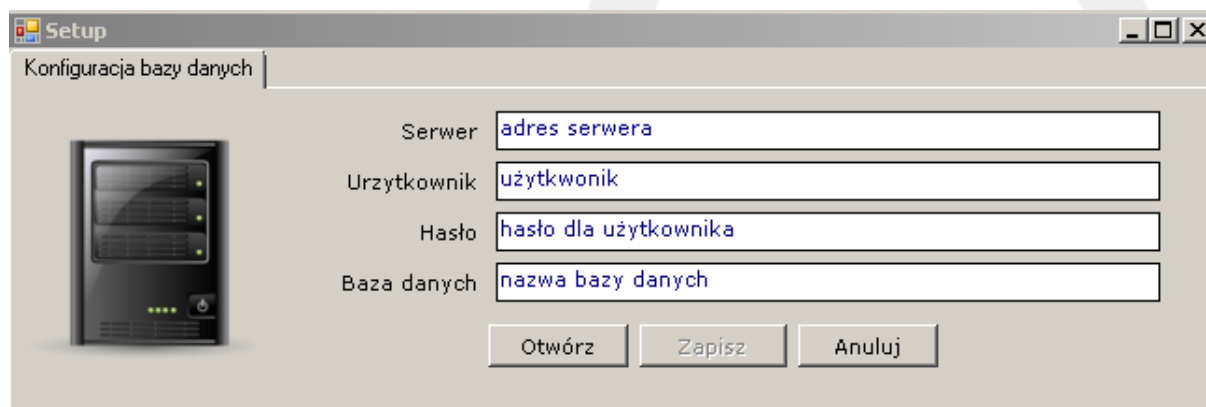 Setup
Konfiguracja bazy danych
Serwer adres serwera
Urzytkownik użytkwonik
Hasło hasło dla użytkownika
Baza danych nazwa bazy danych
Otwórz Zapisz Anuluj